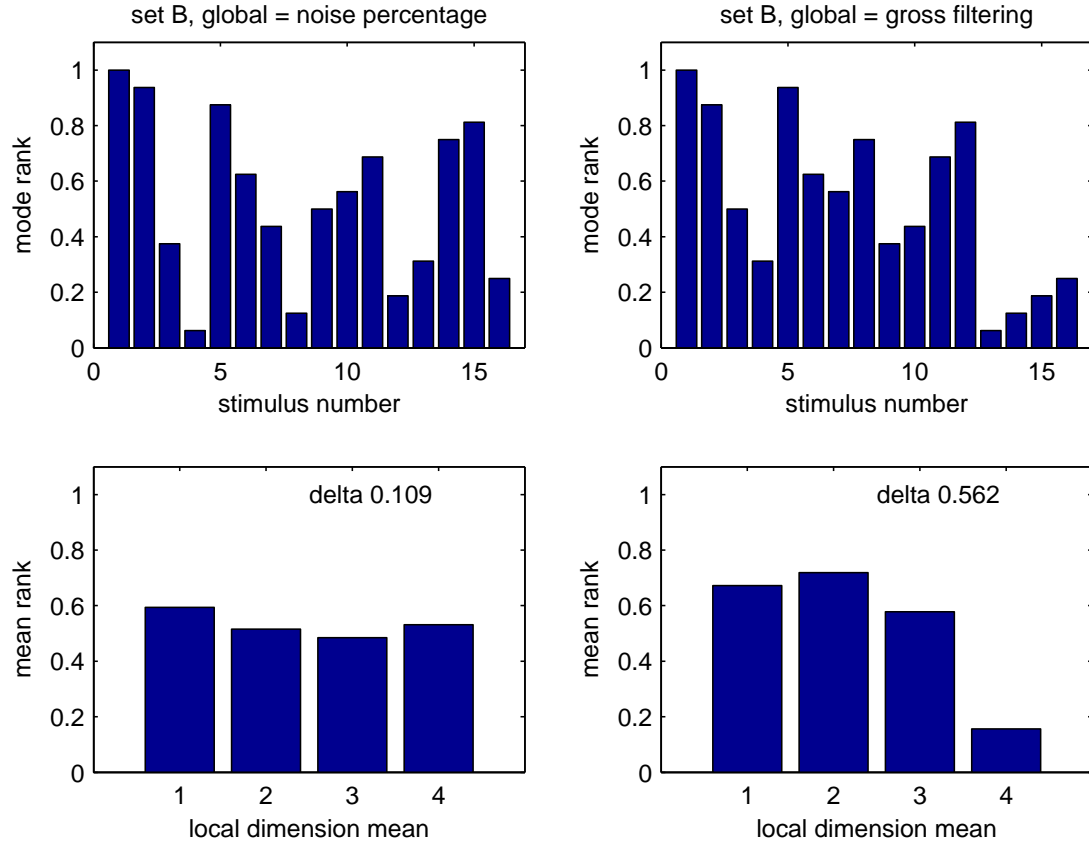 set B, global = noise percentage
1
0.8
0.6
0.4
0.2
0
mode rank
0 5 10 15
stimulus number
set B, global = gross filtering
1
0.8
0.6
0.4
0.2
0
mode rank
0 5 10 15
stimulus number
delta 0.109
1
0.8
0.6
0.4
0.2
0
mean rank
1 2 3 4
local dimension mean
delta 0.562
1
0.8
0.6
0.4
0.2
0
mean rank
1 2 3 4
local dimension mean